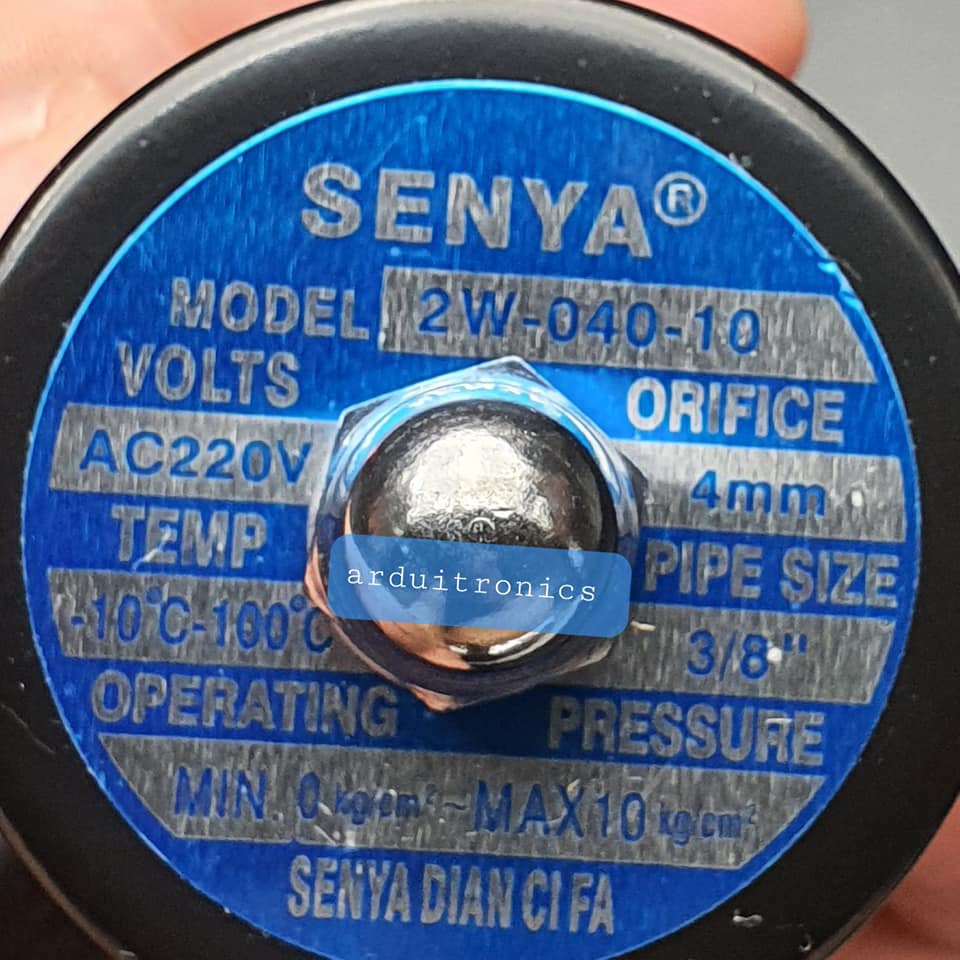 SENYA®
MODEL 2W-040-10
VOLTS ORIFICE
AC220V 4mm
TEMP PIPE SIZE
-10°C-100°C 3/8"
arduitronics
OPERATING PRESSURE
MIN. 0 kg/cm² ~MAX10 kg/cm²
SENYA DIAN CI FA